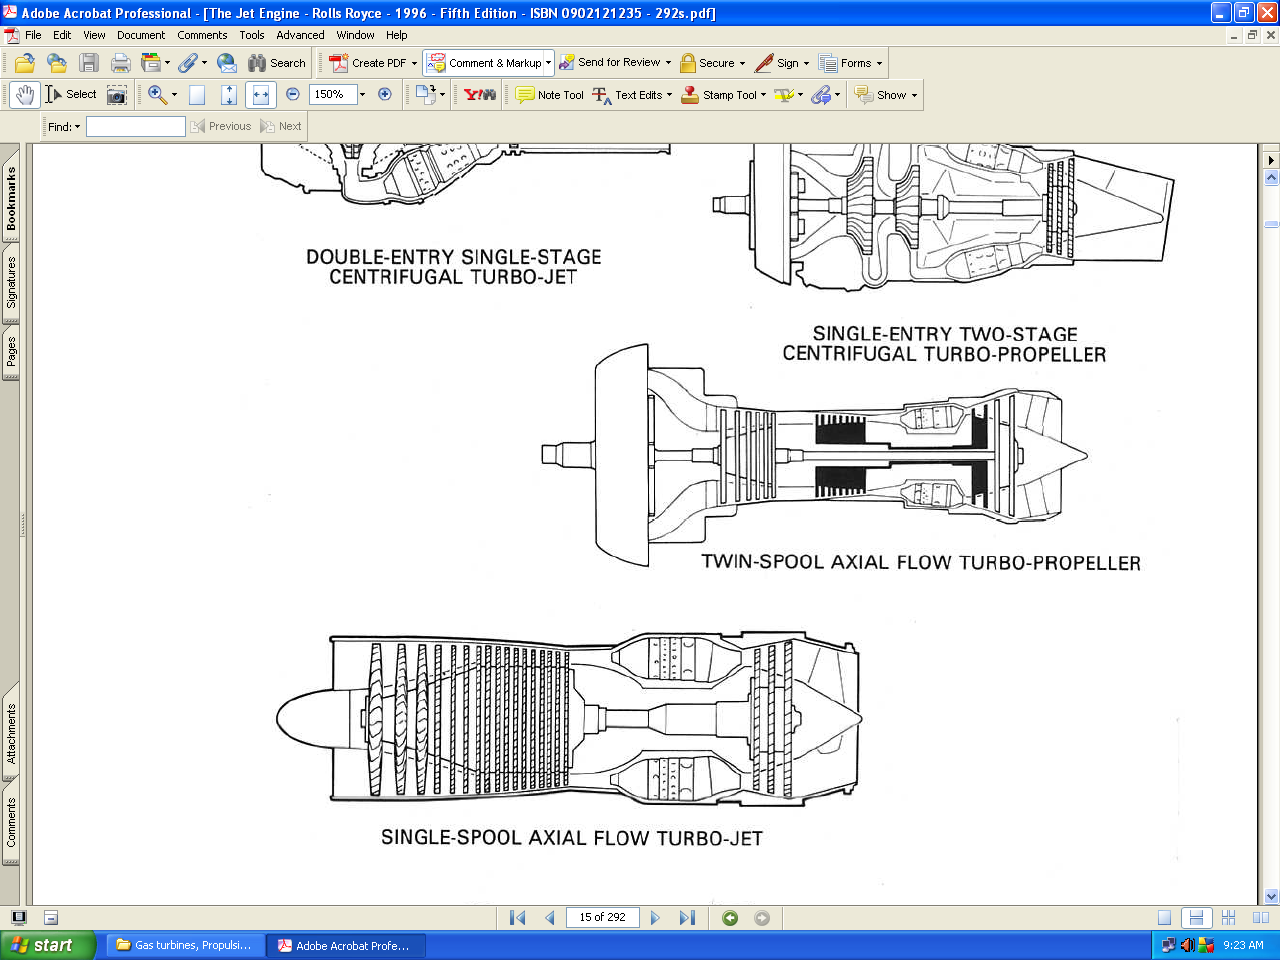 Adobe Acrobat Professional - [The Jet Engine - Rolls Royce - 1996 - Fifth Edition - ISBN 0902121235 - 292s.pdf]
File Edit View Document Comments Tools Advanced Window Help
Search Create PDF Comment & Markup Send for Review Secure Sign Forms
Select 150% Y! Note Tool Text Edits Stamp Tool Show
Find: Previous Next
Bookmarks
Signatures
Pages
Attachments
Comments
DOUBLE-ENTRY SINGLE-STAGE
CENTRIFUGAL TURBO-JET
SINGLE-ENTRY TWO-STAGE
CENTRIFUGAL TURBO-PROPELLER
TWIN-SPOOL AXIAL FLOW TURBO-PROPELLER
SINGLE-SPOOL AXIAL FLOW TURBO-JET
15 of 292
start Gas turbines, Propulsi... Adobe Acrobat Profe... 9:23 AM